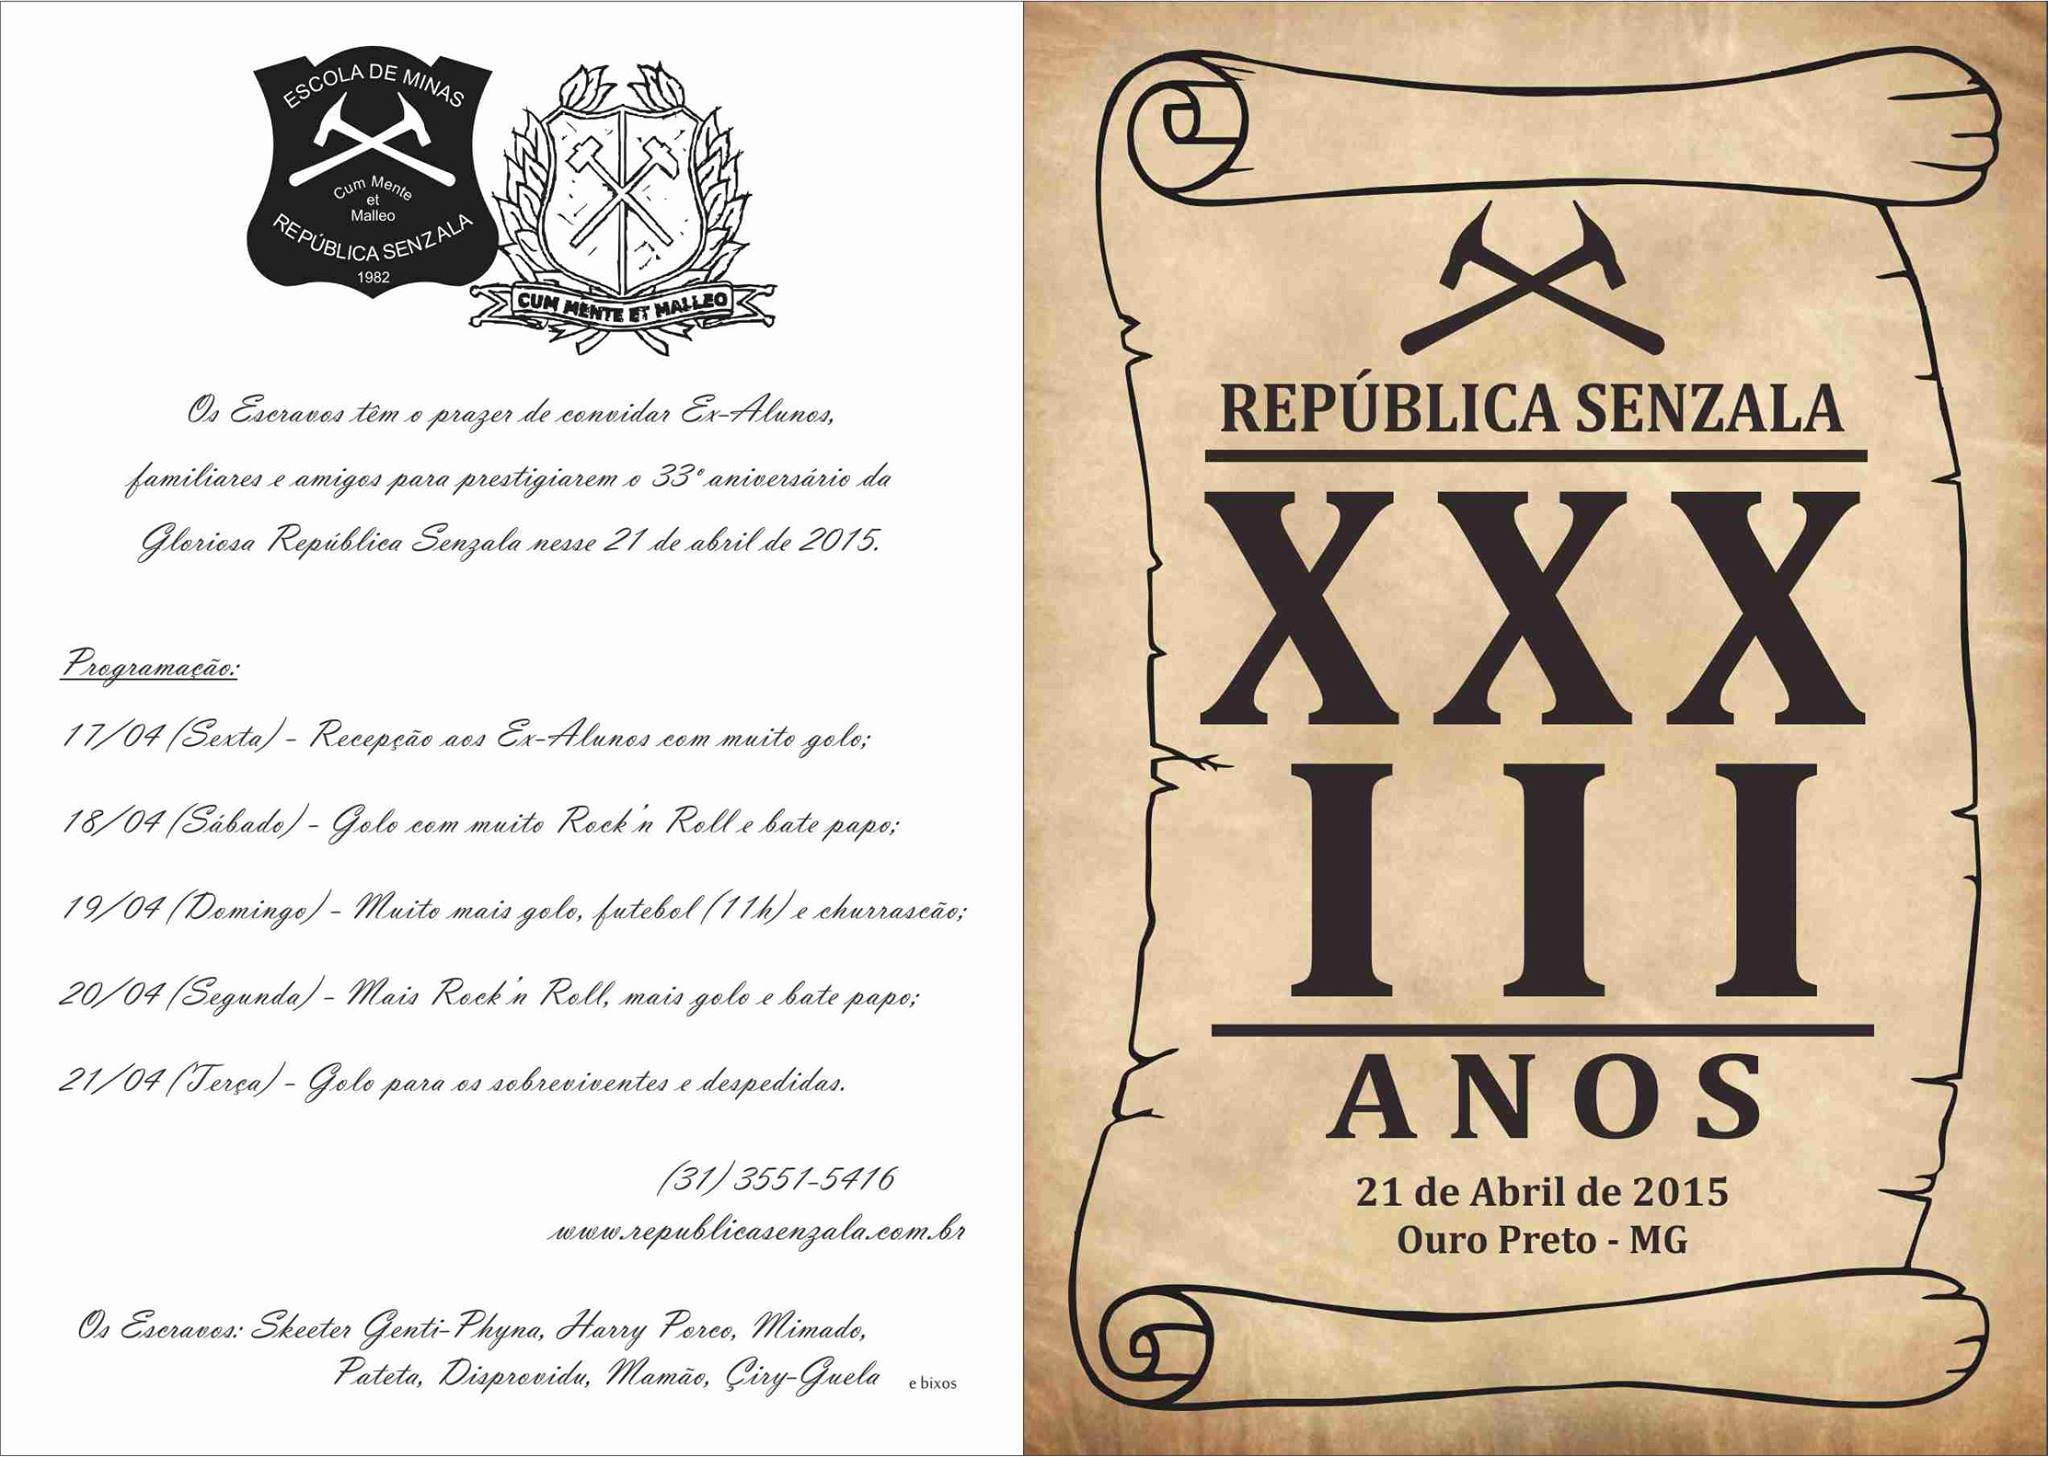 ESCOLA DE MINAS
Cum Mente
et
Malleo
REPÚBLICA SENZALA
1982
CUM MENTE ET MALLEO
Os Escravos têm o prazer de convidar Ex-Alunos,
familiares e amigos para prestigiarem o 33º aniversário da
Gloriosa República Senzala nesse 21 de abril de 2015.
Programação:
17/04 (Sexta) - Recepção aos Ex-Alunos com muito golo;
18/04 (Sábado) - Golo com muito Rock'n Roll e bate papo;
19/04 (Domingo) - Muito mais golo, futebol (11h) e churrascão;
20/04 (Segunda) - Mais Rock'n Roll, mais golo e bate papo;
21/04 (Terça) - Golo para os sobreviventes e despedidas.
(31) 3551-5416
www.republicasenzala.com.br
Os Escravos: Skeeter Genti-Phyna, Harry Porco, Mimado,
Pateta, Disprovidu, Mamão, Çiry-Guela e bixos
REPÚBLICA SENZALA
XXX
III
ANOS
21 de Abril de 2015
Ouro Preto - MG